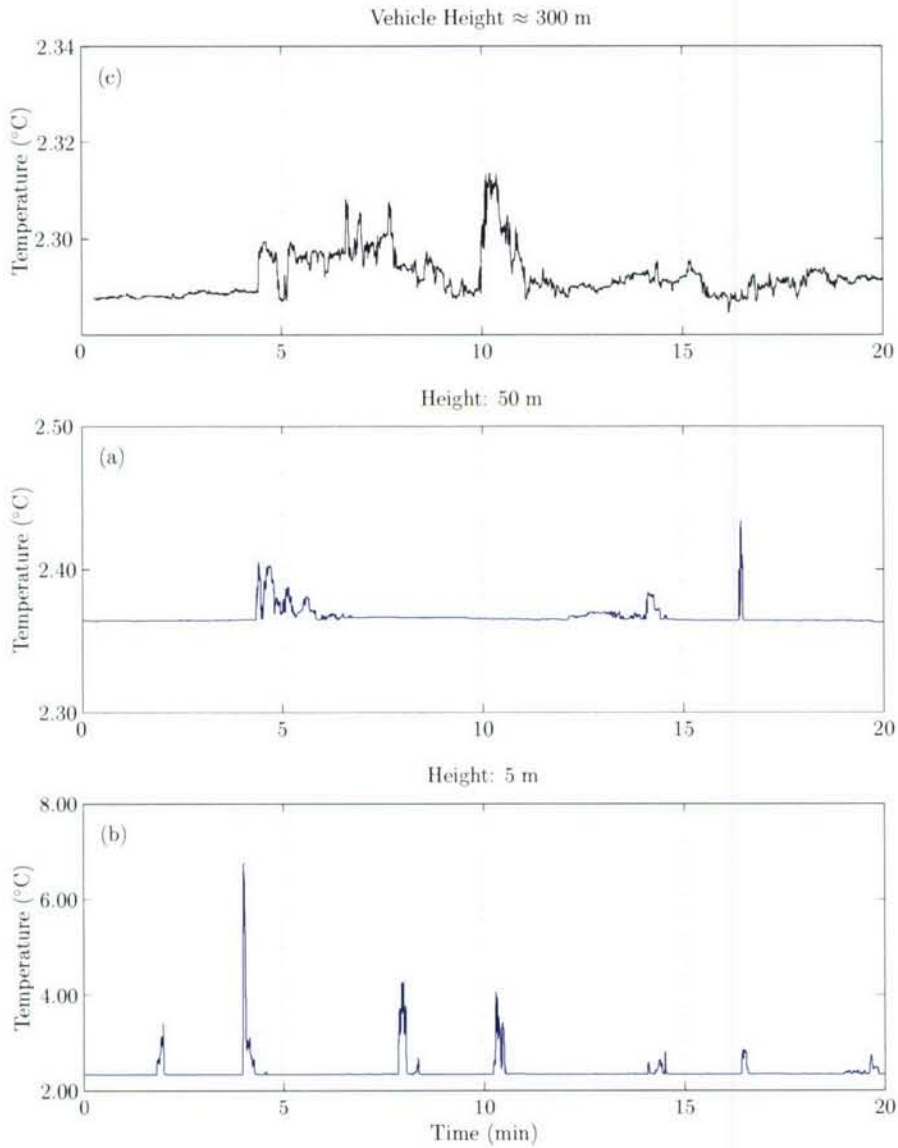 Vehicle Height ≈ 300 m
(c)
Temperature (°C)
2.34
2.32
2.30
0 5 10 15 20
Height: 50 m
(a)
Temperature (°C)
2.50
2.40
2.30
0 5 10 15 20
Height: 5 m
(b)
Temperature (°C)
8.00
6.00
4.00
2.00
0 5 10 15 20
Time (min)